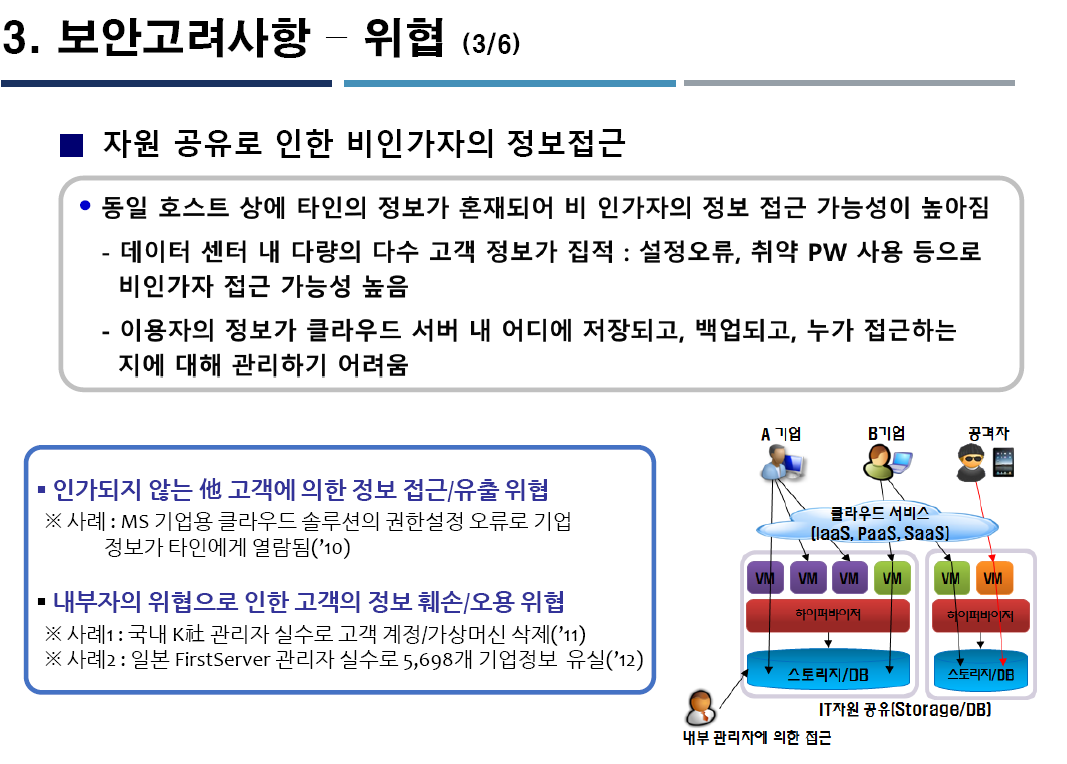 3. 보안고려사항 – 위협 (3/6)
■ 자원 공유로 인한 비인가자의 정보접근
• 동일 호스트 상에 타인의 정보가 혼재되어 비 인가자의 정보 접근 가능성이 높아짐
- 데이터 센터 내 다량의 다수 고객 정보가 집적 : 설정오류, 취약 PW 사용 등으로
비인가자 접근 가능성 높음
- 이용자의 정보가 클라우드 서버 내 어디에 저장되고, 백업되고, 누가 접근하는
지에 대해 관리하기 어려움
▪ 인가되지 않는 他 고객에 의한 정보 접근/유출 위협
※ 사례 : MS 기업용 클라우드 솔루션의 권한설정 오류로 기업
정보가 타인에게 열람됨(’10)
▪ 내부자의 위협으로 인한 고객의 정보 훼손/오용 위협
※ 사례1 : 국내 K社 관리자 실수로 고객 계정/가상머신 삭제(’11)
※ 사례2 : 일본 FirstServer 관리자 실수로 5,698개 기업정보 유실(’12)
A 기업
B기업
공격자
클라우드 서비스
(IaaS, PaaS, SaaS)
VM VM VM VM
VM VM
하이퍼바이저
하이퍼바이저
스토리지/DB
스토리지/DB
IT자원 공유(Storage/DB)
내부 관리자에 의한 접근